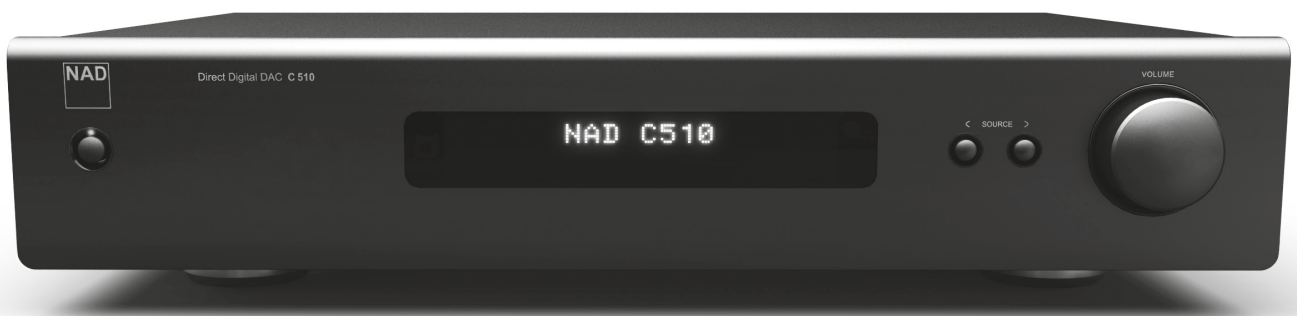 NAD
Direct Digital DAC C 510
NAD C510
< SOURCE >
VOLUME